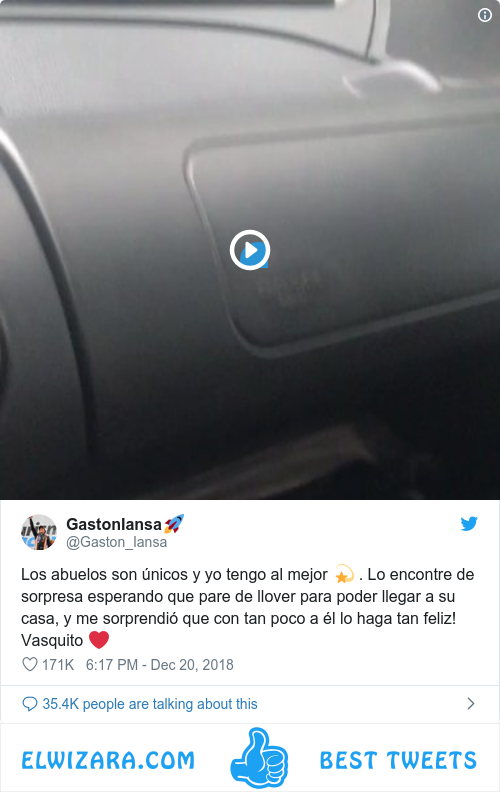 Gastonlansa🚀
@Gaston_lansa
Los abuelos son únicos y yo tengo al mejor 💫 . Lo encontre de
sorpresa esperando que pare de llover para poder llegar a su
casa, y me sorprendió que con tan poco a él lo haga tan feliz!
Vasquito ❤️
171K 6:17 PM - Dec 20, 2018
35.4K people are talking about this
ELWIZARA.COM BEST TWEETS